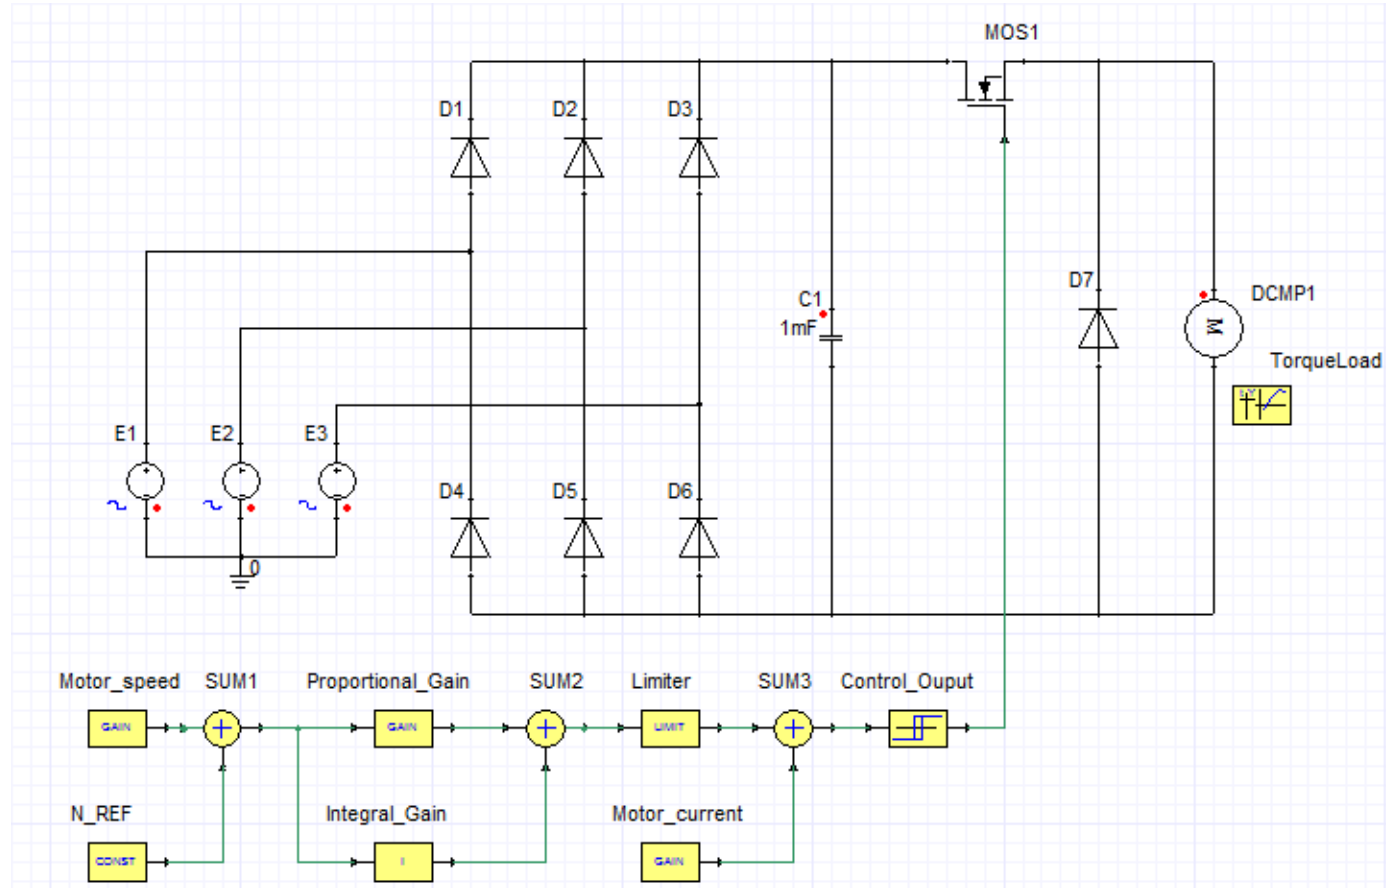 MOS1
D1
D2
D3
D7
C1
1mF
DCMP1
M
TorqueLoad
E1
E2
E3
D4
D5
D6
0
Motor_speed
SUM1
Proportional_Gain
SUM2
Limiter
SUM3
Control_Ouput
GAIN
GAIN
LIMIT
N_REF
Integral_Gain
Motor_current
CONST
I
GAIN